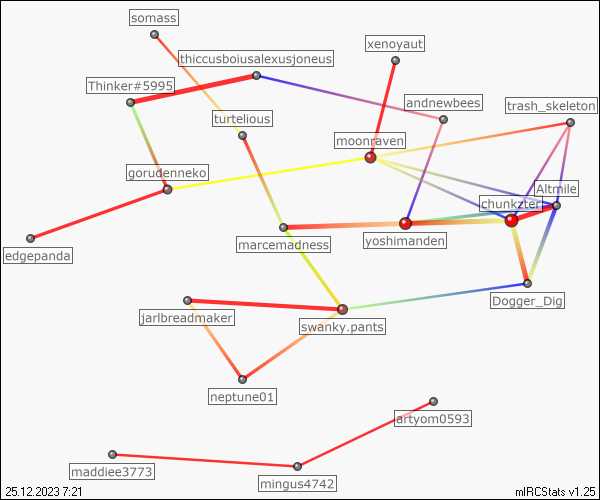 somass
xenoyaut
thiccusboiusalexusjoneus
Thinker#5995
andnewbees
trash_skeleton
turtelious
moonraven
gorudenneko
Altmile
chunkzter
edgepanda
marcemadness
yoshimanden
Dogger_Dig
jarlbreadmaker
swanky.pants
neptune01
artyom0593
maddiee3773
mingus4742
25.12.2023 7:21
mIRCStats v1.25